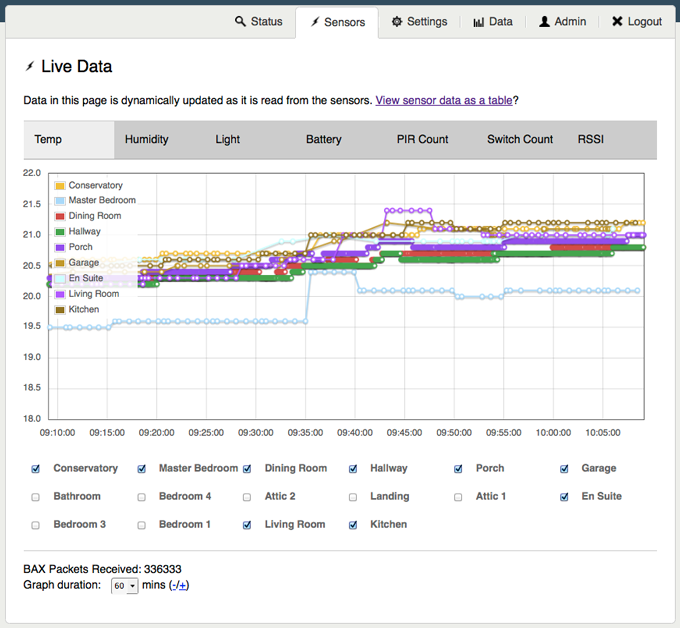 Status Sensors Settings Data Admin Logout
Live Data
Data in this page is dynamically updated as it is read from the sensors. View sensor data as a table?
Temp Humidity Light Battery PIR Count Switch Count RSSI
22.0
21.5
21.0
20.5
20.0
19.5
19.0
18.5
18.0
Conservatory
Master Bedroom
Dining Room
Hallway
Porch
Garage
En Suite
Living Room
Kitchen
09:10:00 09:15:00 09:20:00 09:25:00 09:30:00 09:35:00 09:40:00 09:45:00 09:50:00 09:55:00 10:00:00 10:05:00
Conservatory Master Bedroom Dining Room Hallway Porch Garage
Bathroom Bedroom 4 Attic 2 Landing Attic 1 En Suite
Bedroom 3 Bedroom 1 Living Room Kitchen
BAX Packets Received: 336333
Graph duration: 60 mins (-/+)